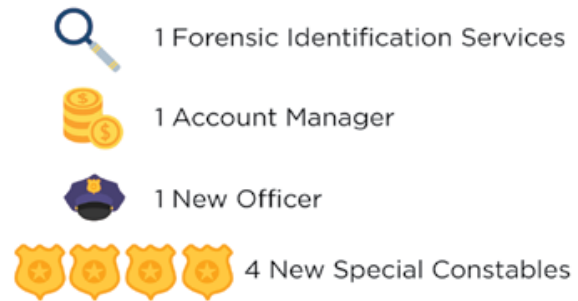 1 Forensic Identification Services
1 Account Manager
1 New Officer
4 New Special Constables